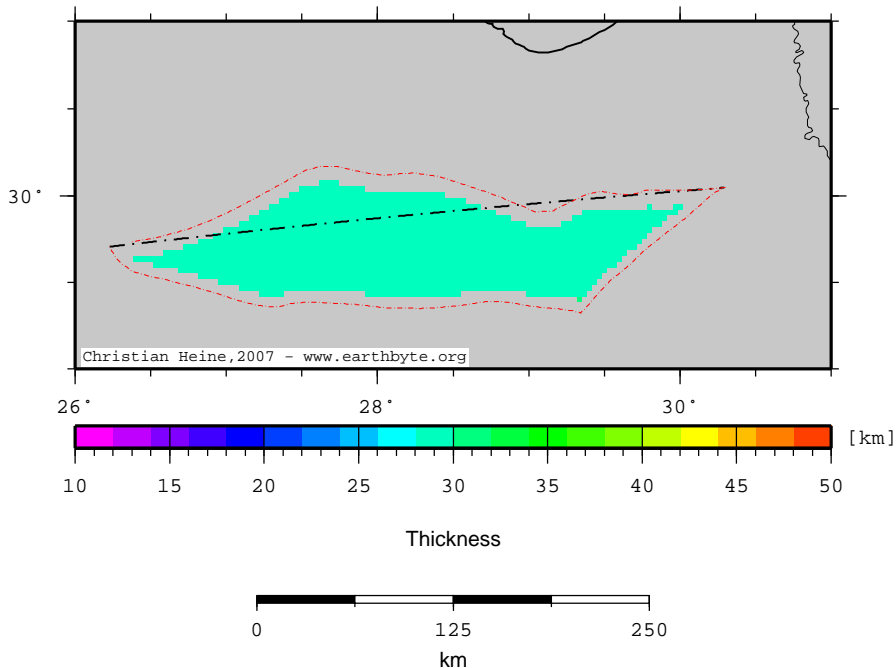 30°
Christian Heine,2007 - www.earthbyte.org
26° 28° 30°
[km]
10 15 20 25 30 35 40 45 50
Thickness
0 125 250
km